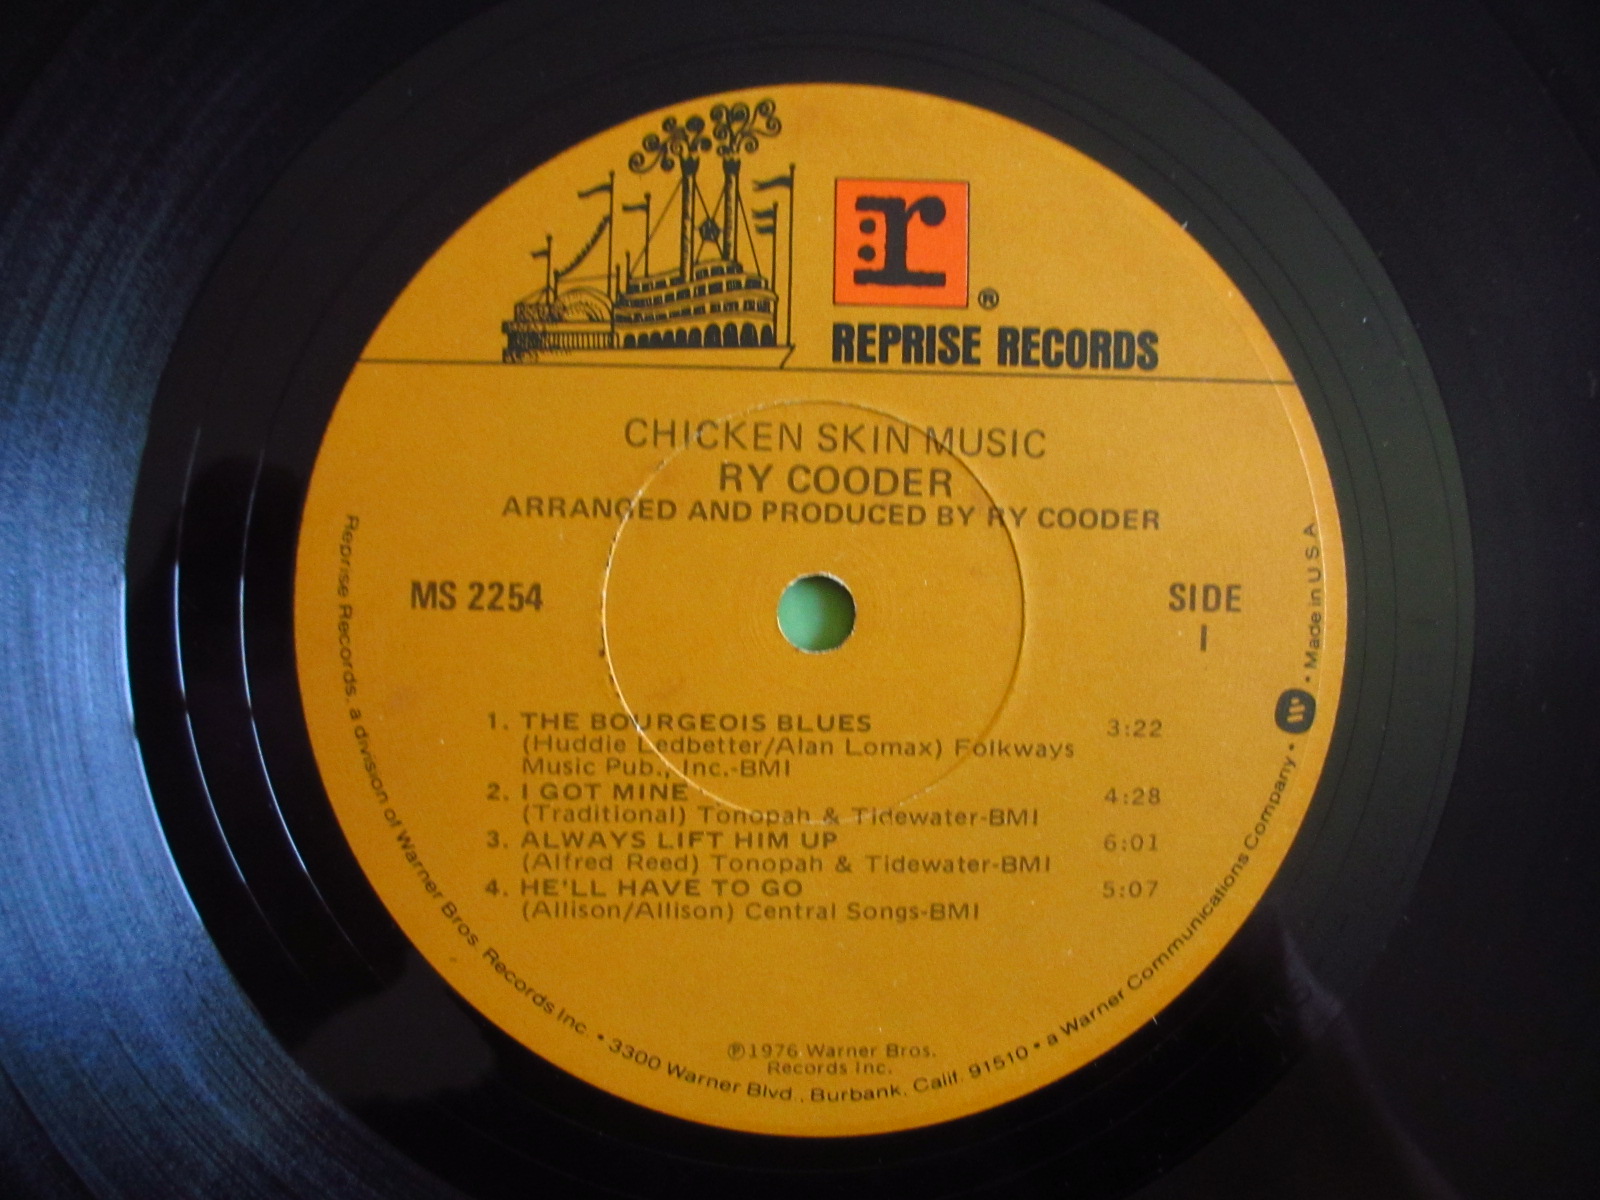 r
®
REPRISE RECORDS
CHICKEN SKIN MUSIC
RY COODER
ARRANGED AND PRODUCED BY RY COODER
MS 2254
SIDE
1
1. THE BOURGEOIS BLUES 3:22
(Huddie Ledbetter/Alan Lomax) Folkways
Music Pub., Inc.-BMI
2. I GOT MINE 4:28
(Traditional) Tonopah & Tidewater-BMI
3. ALWAYS LIFT HIM UP 6:01
(Alfred Reed) Tonopah & Tidewater-BMI
4. HE'LL HAVE TO GO 5:07
(Allison/Allison) Central Songs-BMI
℗1976 Warner Bros.
Records Inc.
Reprise Records, a division of Warner Bros. Records Inc. • 3300 Warner Blvd., Burbank, Calif. 91510 • a Warner Communications Company • W • Made in U.S.A.